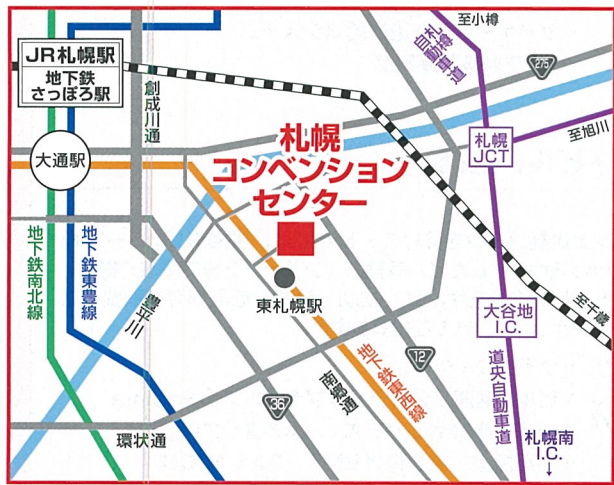 至小樽
札樽自動車道
275
JR札幌駅
地下鉄
さっぽろ駅
創成川通
至旭川
札幌
JCT
札幌
コンベンション
センター
大通駅
地下鉄南北線
地下鉄東豊線
豊平川
東札幌駅
大谷地
I.C.
至千歳
12
地下鉄東西線
道央自動車道
南郷通
36
環状通
札幌南
I.C.
↓